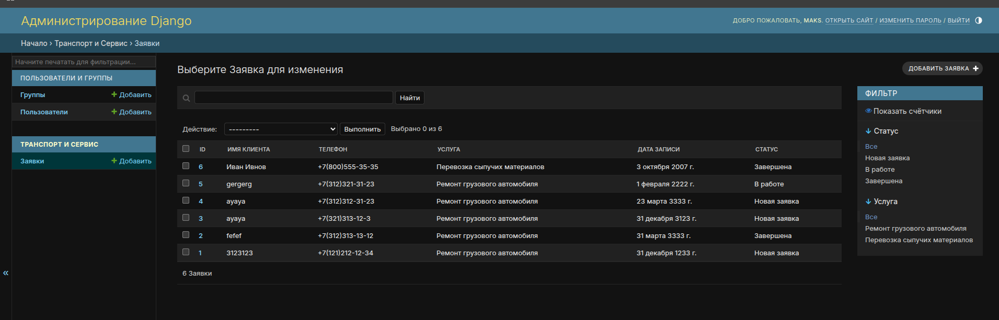 Администрирование Django
ДОБРО ПОЖАЛОВАТЬ, MAKS. ОТКРЫТЬ САЙТ / ИЗМЕНИТЬ ПАРОЛЬ / ВЫЙТИ
Начало › Транспорт и Сервис › Заявки
Начните печатать для фильтрации...
ПОЛЬЗОВАТЕЛИ И ГРУППЫ
Группы + Добавить
Пользователи + Добавить
ТРАНСПОРТ И СЕРВИС
Заявки + Добавить
«
Выберите Заявка для изменения
ДОБАВИТЬ ЗАЯВКА +
Найти
Действие: --------- Выполнить Выбрано 0 из 6
ID ИМЯ КЛИЕНТА ТЕЛЕФОН УСЛУГА ДАТА ЗАПИСИ СТАТУС
6 Иван Ивнов +7(800)555-35-35 Перевозка сыпучих материалов 3 октября 2007 г. Завершена
5 gergerg +7(312)321-31-23 Ремонт грузового автомобиля 1 февраля 2222 г. В работе
4 ауауа +7(312)312-31-23 Ремонт грузового автомобиля 23 марта 3333 г. Новая заявка
3 ауауа +7(321)313-12-3 Ремонт грузового автомобиля 31 декабря 3123 г. Новая заявка
2 fefef +7(312)313-13-12 Ремонт грузового автомобиля 31 марта 3333 г. Завершена
1 3123123 +7(121)212-12-34 Ремонт грузового автомобиля 31 декабря 1233 г. Новая заявка
6 Заявки
ФИЛЬТР
Показать счётчики
↓ Статус
Все
Новая заявка
В работе
Завершена
↓ Услуга
Все
Ремонт грузового автомобиля
Перевозка сыпучих материалов